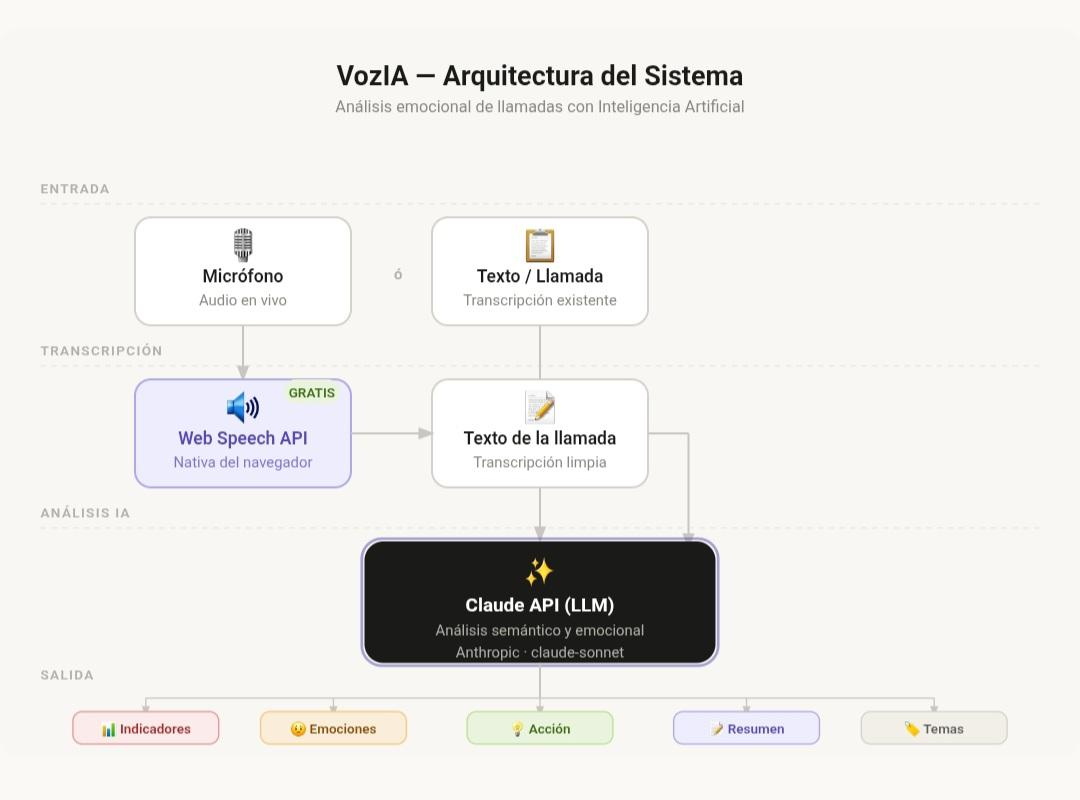 VozIA — Arquitectura del Sistema
Análisis emocional de llamadas con Inteligencia Artificial
ENTRADA
Micrófono
Audio en vivo
ó
Texto / Llamada
Transcripción existente
TRANSCRIPCIÓN
GRATIS
Web Speech API
Nativa del navegador
Texto de la llamada
Transcripción limpia
ANÁLISIS IA
Claude API (LLM)
Análisis semántico y emocional
Anthropic · claude-sonnet
SALIDA
Indicadores
Emociones
Acción
Resumen
Temas